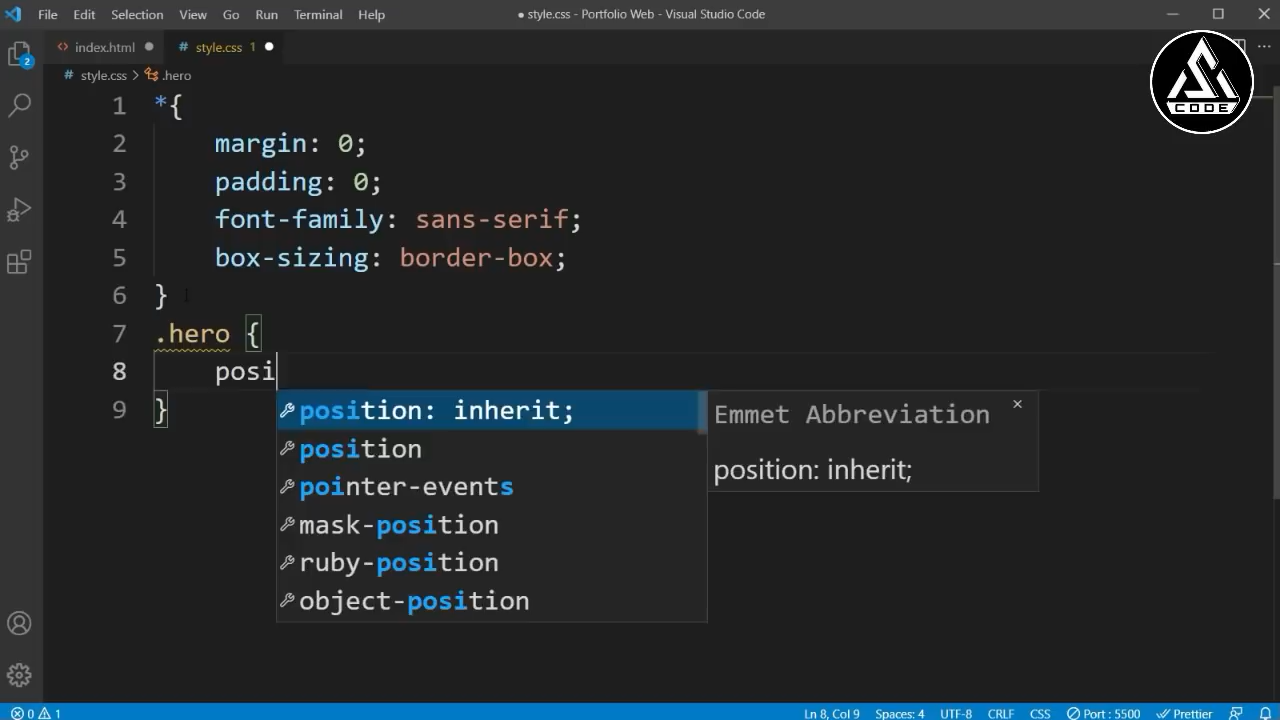 File Edit Selection View Go Run Terminal Help
● style.css - Portfolio Web - Visual Studio Code
index.html
# style.css 1
# style.css > .hero
CODE
1 *{
2 margin: 0;
3 padding: 0;
4 font-family: sans-serif;
5 box-sizing: border-box;
6 }
7 .hero {
8 posi
9 }
position: inherit;
position
pointer-events
mask-position
ruby-position
object-position
Emmet Abbreviation
position: inherit;
2
0 1
Ln 8, Col 9 Spaces: 4 UTF-8 CRLF CSS Port : 5500 Prettier